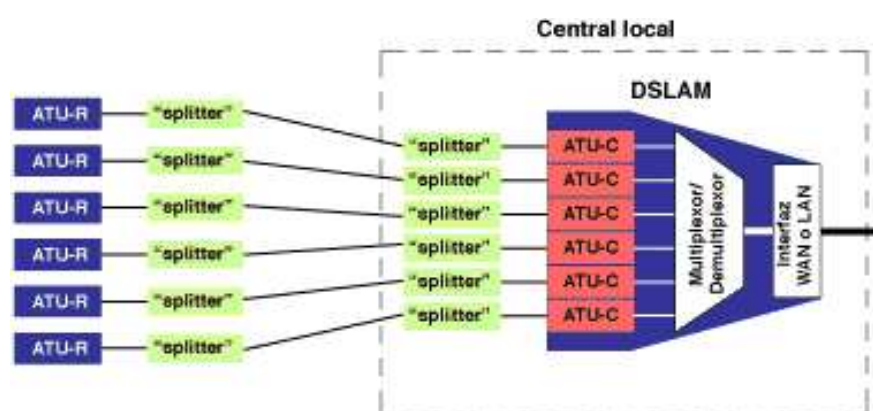 Central local
DSLAM
ATU-R
"splitter"
"splitter"
ATU-C
ATU-R
"splitter"
"splitter"
ATU-C
ATU-R
"splitter"
"splitter"
ATU-C
ATU-R
"splitter"
"splitter"
ATU-C
ATU-R
"splitter"
"splitter"
ATU-C
ATU-R
"splitter"
"splitter"
ATU-C
Multiplexor/
Demultiplexor
Interfaz
WAN o LAN